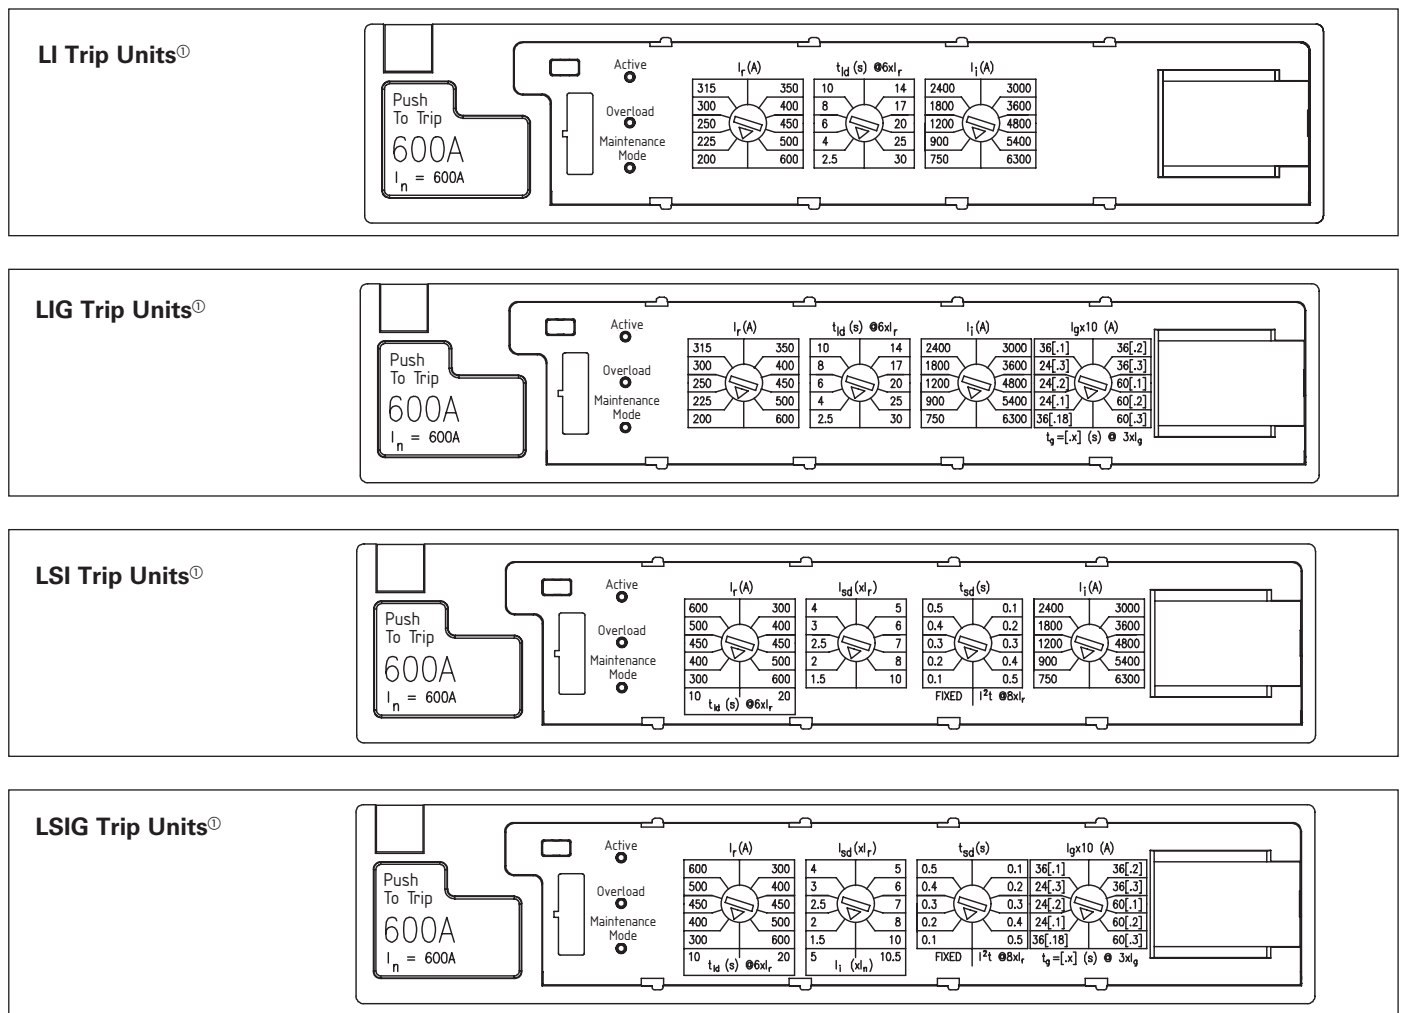 LI Trip Units①
Push
To Trip
600A
In = 600A
Active
Overload
Maintenance
Mode
Ir(A)
315 350
300 400
250 450
225 500
200 600
tld (s) @6xIr
10 14
8 17
6 20
4 25
2.5 30
Ii(A)
2400 3000
1800 3600
1200 4800
900 5400
750 6300
LIG Trip Units①
Push
To Trip
600A
In = 600A
Active
Overload
Maintenance
Mode
Ir(A)
315 350
300 400
250 450
225 500
200 600
tld (s) @6xIr
10 14
8 17
6 20
4 25
2.5 30
Ii(A)
2400 3000
1800 3600
1200 4800
900 5400
750 6300
Igx10 (A)
36[.1] 36[.2]
24[.3] 36[.3]
24[.2] 60[.1]
24[.1] 60[.2]
36[.18] 60[.3]
tg=[.x] (s) @ 3xIg
LSI Trip Units①
Push
To Trip
600A
In = 600A
Active
Overload
Maintenance
Mode
Ir(A)
600 300
500 400
450 450
400 500
300 600
10 20
tld (s) @6xIr
Isd(xIr)
4 5
3 6
2.5 7
2 8
1.5 10
tsd(s)
0.5 0.1
0.4 0.2
0.3 0.3
0.2 0.4
0.1 0.5
FIXED I²t @8xIr
Ii(A)
2400 3000
1800 3600
1200 4800
900 5400
750 6300
LSIG Trip Units①
Push
To Trip
600A
In = 600A
Active
Overload
Maintenance
Mode
Ir(A)
600 300
500 400
450 450
400 500
300 600
10 20
tld (s) @6xIr
Isd(xIr)
4 5
3 6
2.5 7
2 8
1.5 10
5 10.5
Ii (xIn)
tsd(s)
0.5 0.1
0.4 0.2
0.3 0.3
0.2 0.4
0.1 0.5
FIXED I²t @8xIr
Igx10 (A)
36[.1] 36[.2]
24[.3] 36[.3]
24[.2] 60[.1]
24[.1] 60[.2]
36[.18] 60[.3]
tg=[.x] (s) @ 3xIg